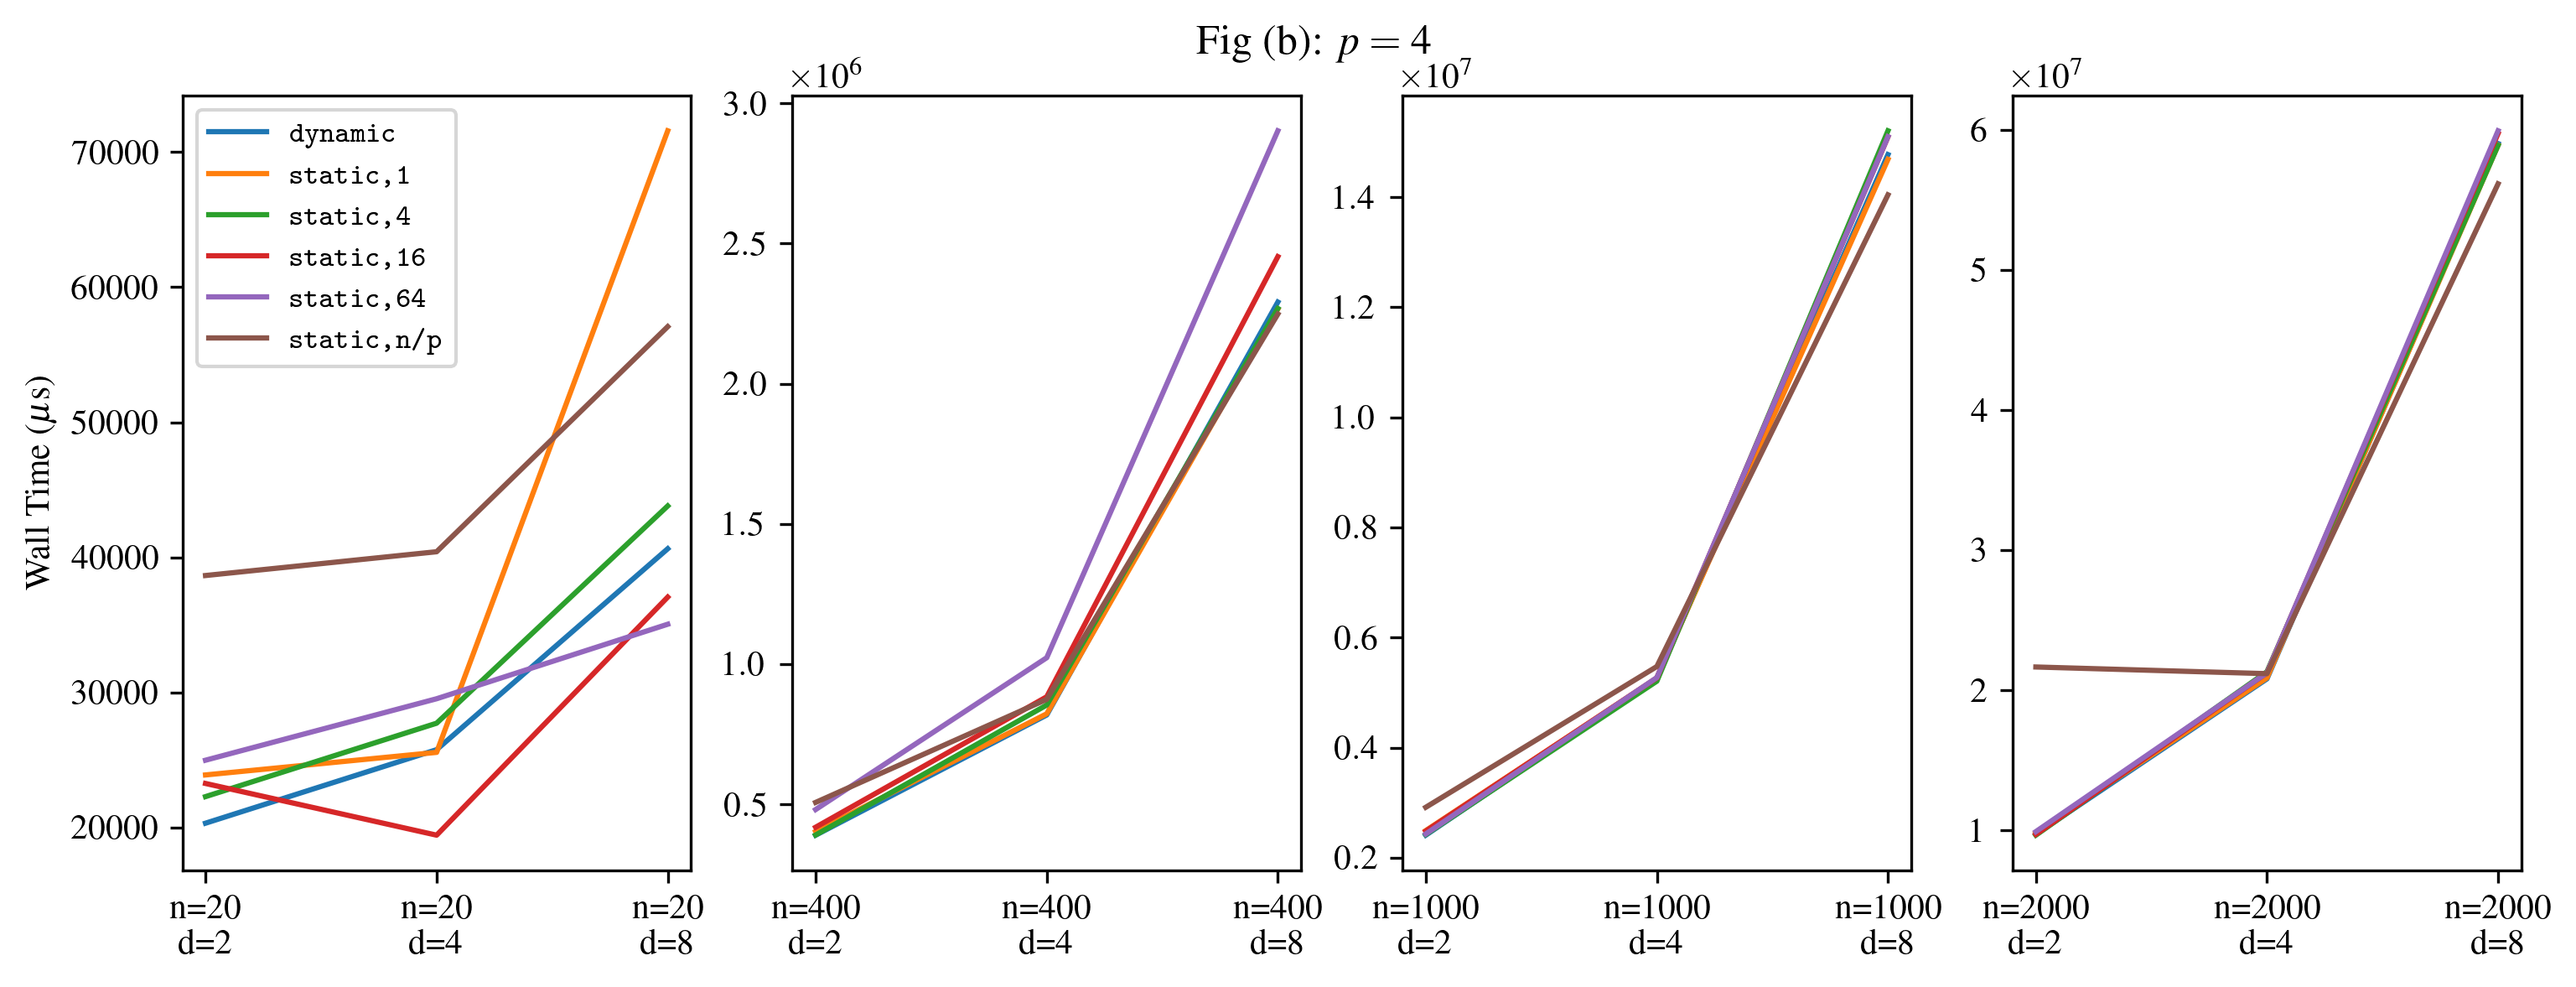 Fig (b): p = 4
Wall Time (μs)
70000
60000
50000
40000
30000
20000
dynamic
static,1
static,4
static,16
static,64
static,n/p
n=20
d=2
n=20
d=4
n=20
d=8
×10⁶
3.0
2.5
2.0
1.5
1.0
0.5
n=400
d=2
n=400
d=4
n=400
d=8
×10⁷
1.4
1.2
1.0
0.8
0.6
0.4
0.2
n=1000
d=2
n=1000
d=4
n=1000
d=8
×10⁷
6
5
4
3
2
1
n=2000
d=2
n=2000
d=4
n=2000
d=8